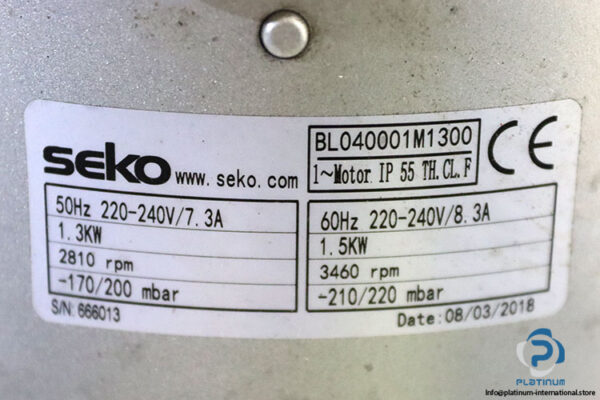 seko www.seko.com
BL040001M1300
1~Motor IP 55 TH.CL.F
CE
50Hz 220-240V/7.3A
1.3KW
2810 rpm
-170/200 mbar
60Hz 220-240V/8.3A
1.5KW
3460 rpm
-210/220 mbar
S/N: 666013
Date:08/03/2018
PLATINUM
Info@platinum-international.store